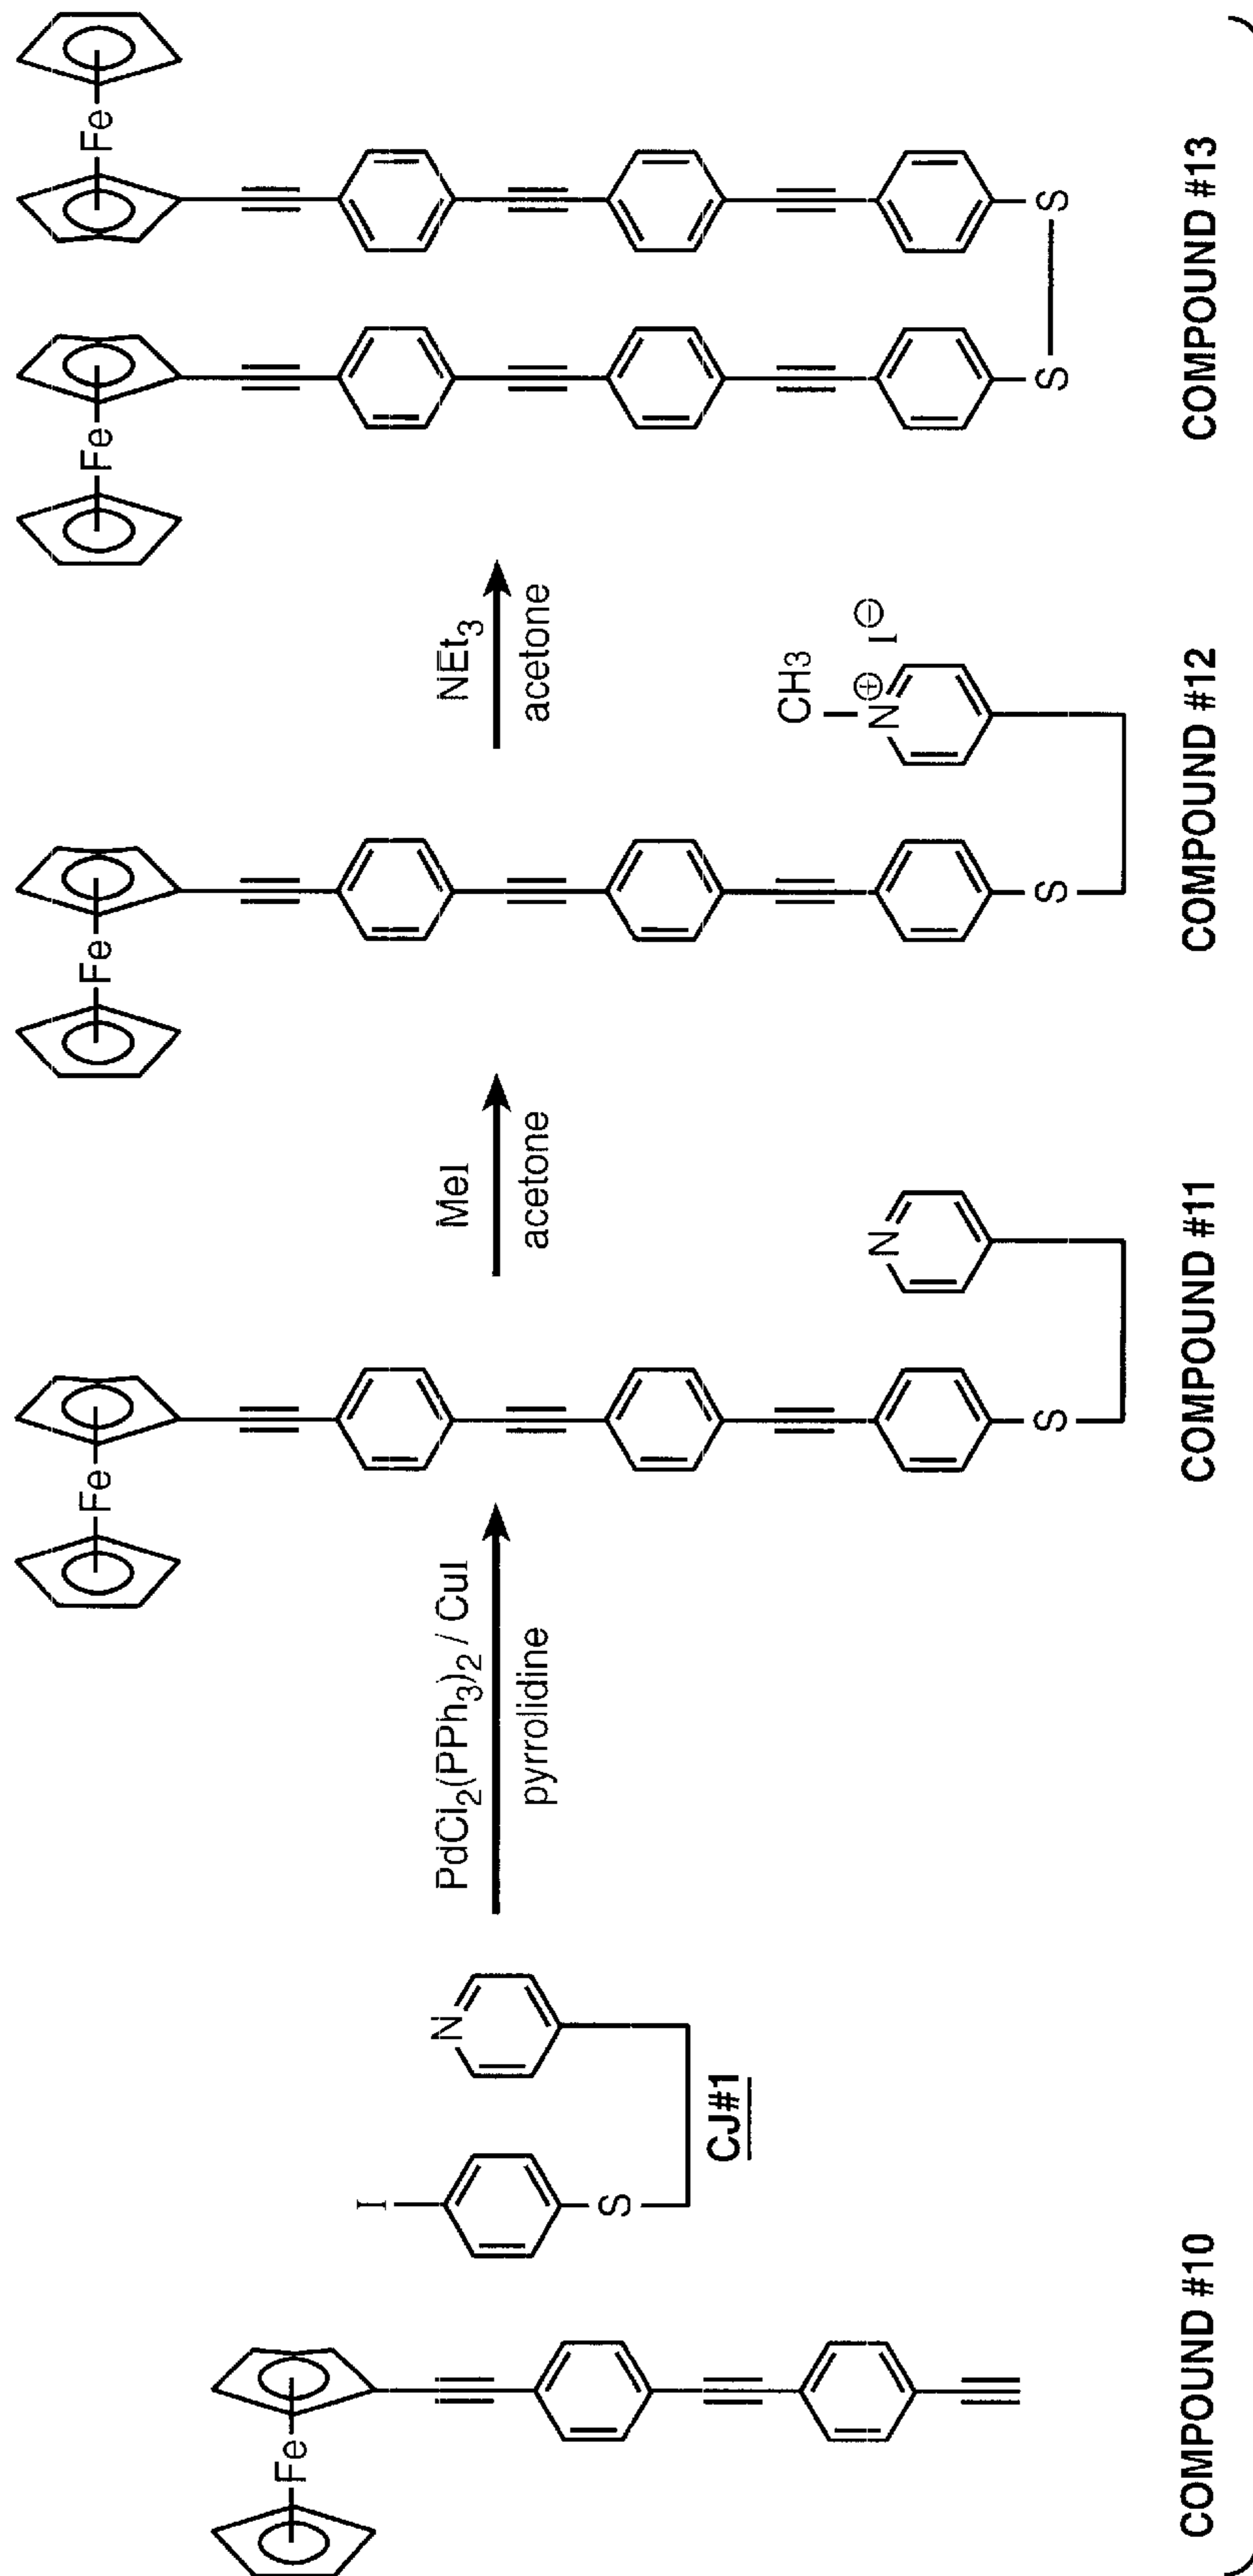 Fe
COMPOUND #10
I
S
N
CJ#1
PdCl2(PPh3)2 / CuI
pyrrolidine
Fe
S
N
COMPOUND #11
MeI
acetone
Fe
S
CH3
N⊕
I⊖
COMPOUND #12
NEt3
acetone
Fe
Fe
S
S
COMPOUND #13